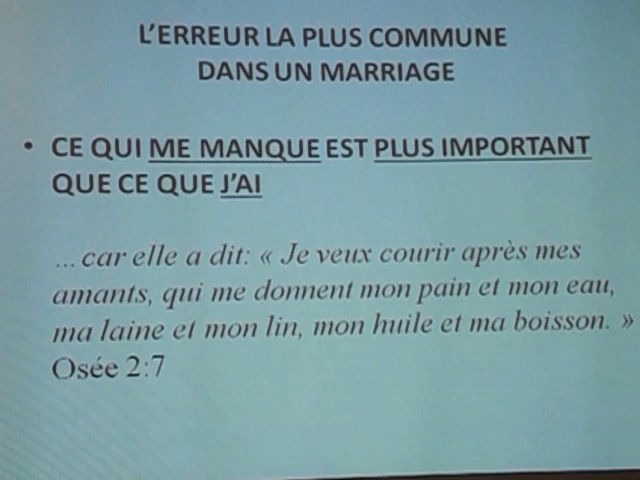 L'ERREUR LA PLUS COMMUNE
DANS UN MARRIAGE
• CE QUI ME MANQUE EST PLUS IMPORTANT
QUE CE QUE J'AI
... car elle a dit: « Je veux courir après mes
amants, qui me donnent mon pain et mon eau,
ma laine et mon lin, mon huile et ma boisson. »
Osée 2:7